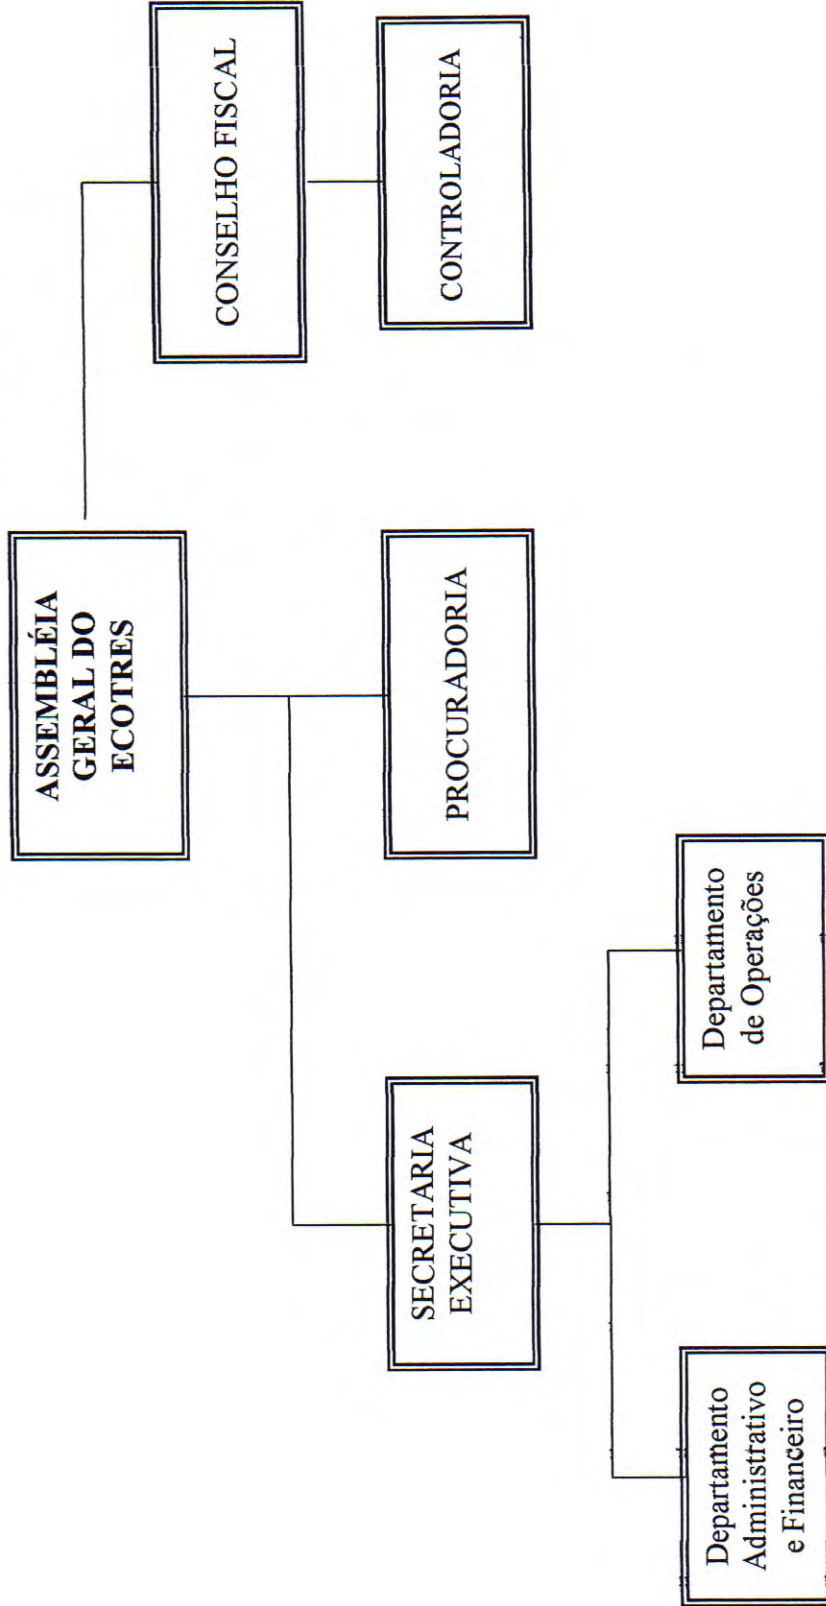 ASSEMBLÉIA
GERAL DO
ECOTRES
CONSELHO FISCAL
SECRETARIA
EXECUTIVA
PROCURADORIA
CONTROLADORIA
Departamento
Administrativo
e Financeiro
Departamento
de Operações